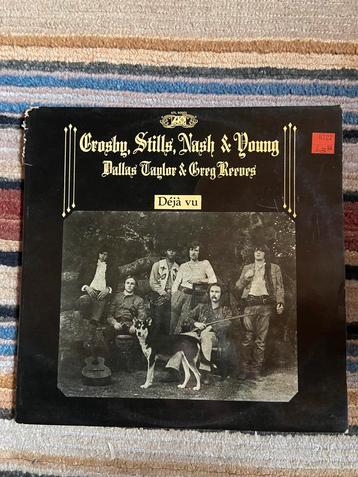 Crosby, Stills, Nash & Young
Dallas Taylor & Greg Reeves
Déjà vu